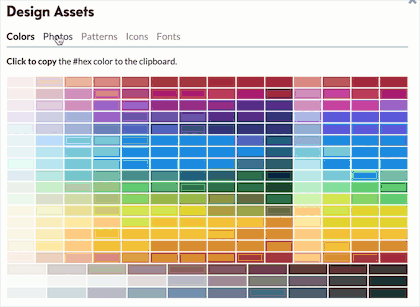 Design Assets
Colors Photos Patterns Icons Fonts
Click to copy the #hex color to the clipboard.